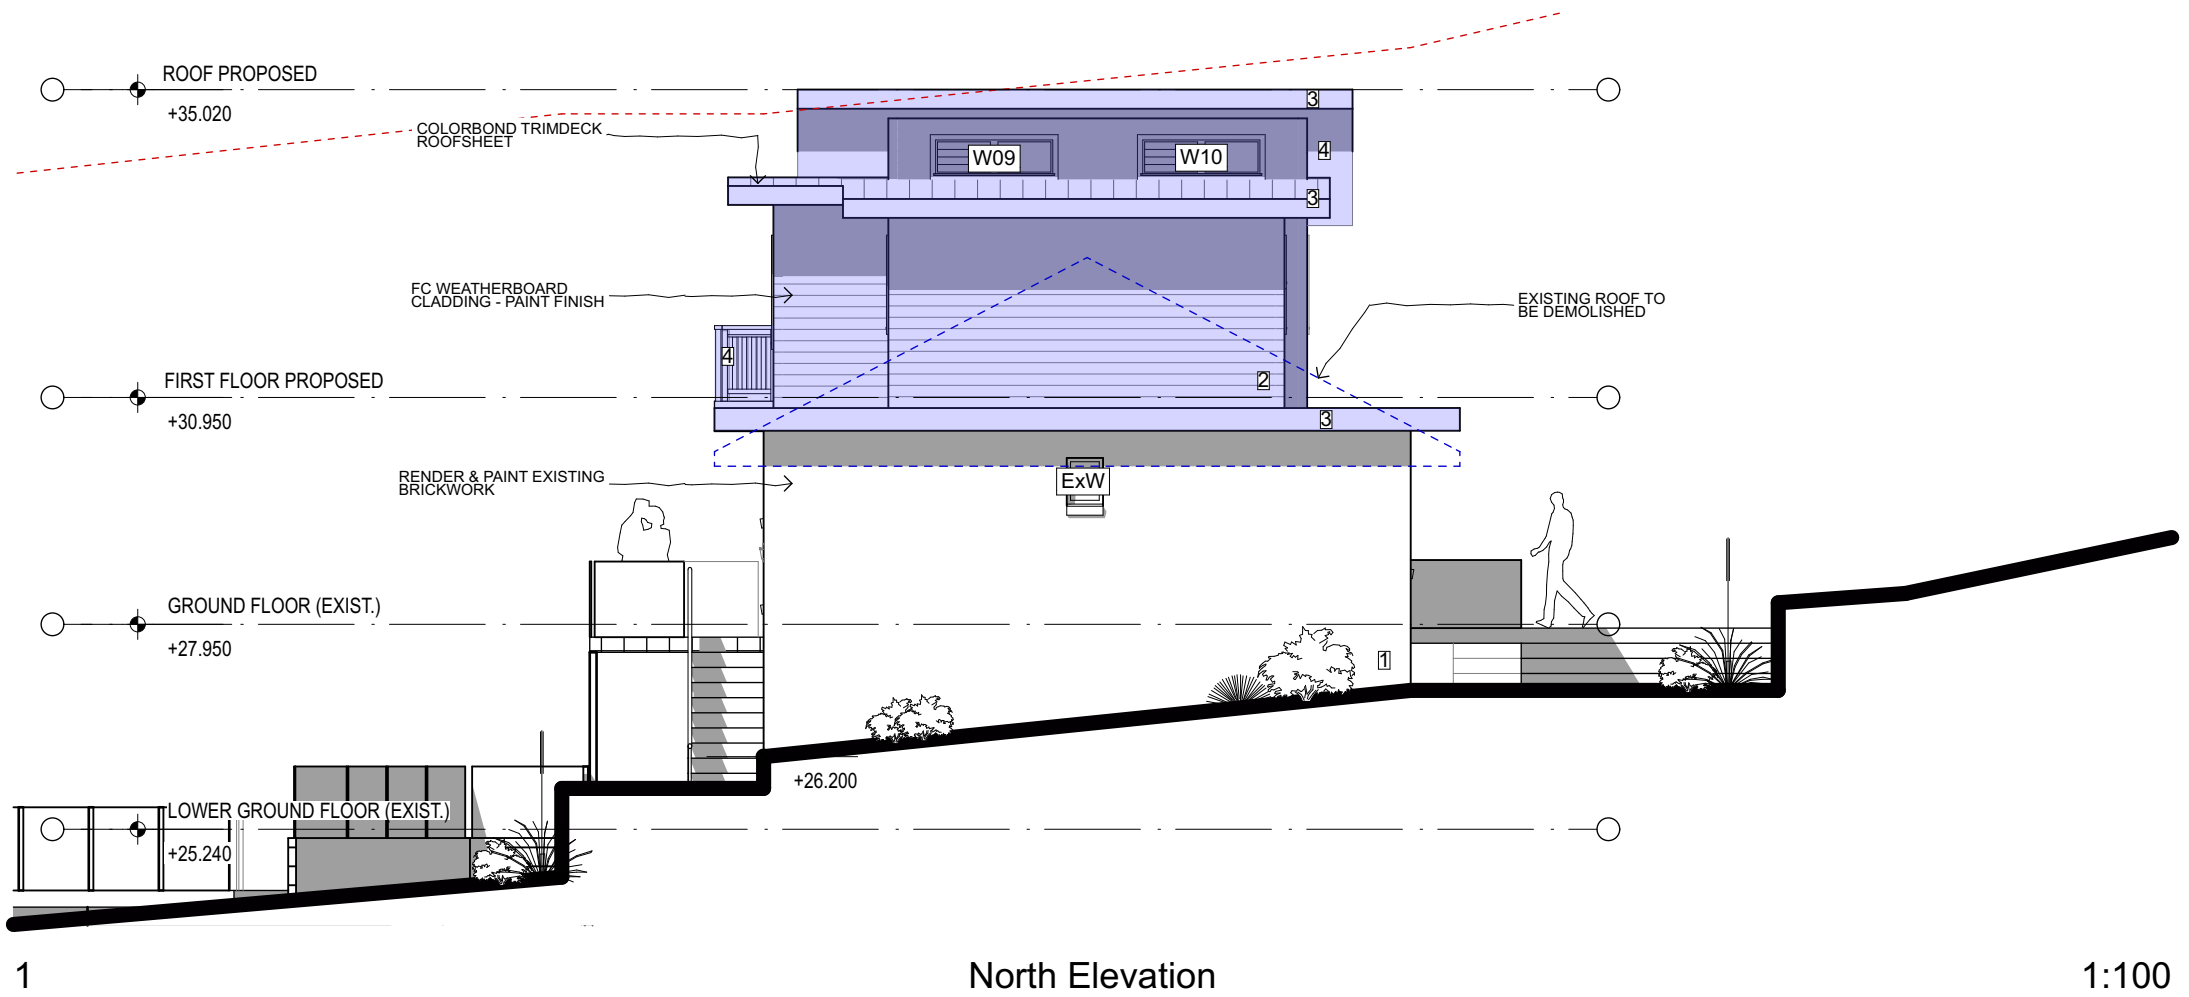 ROOF PROPOSED
+35.020
3
COLORBOND TRIMDECK
ROOFSHEET
W09
W10
4
3
FC WEATHERBOARD
CLADDING - PAINT FINISH
EXISTING ROOF TO
BE DEMOLISHED
4
2
FIRST FLOOR PROPOSED
+30.950
3
RENDER & PAINT EXISTING
BRICKWORK
ExW
GROUND FLOOR (EXIST.)
+27.950
1
+26.200
LOWER GROUND FLOOR (EXIST.)
+25.240
1
North Elevation
1:100